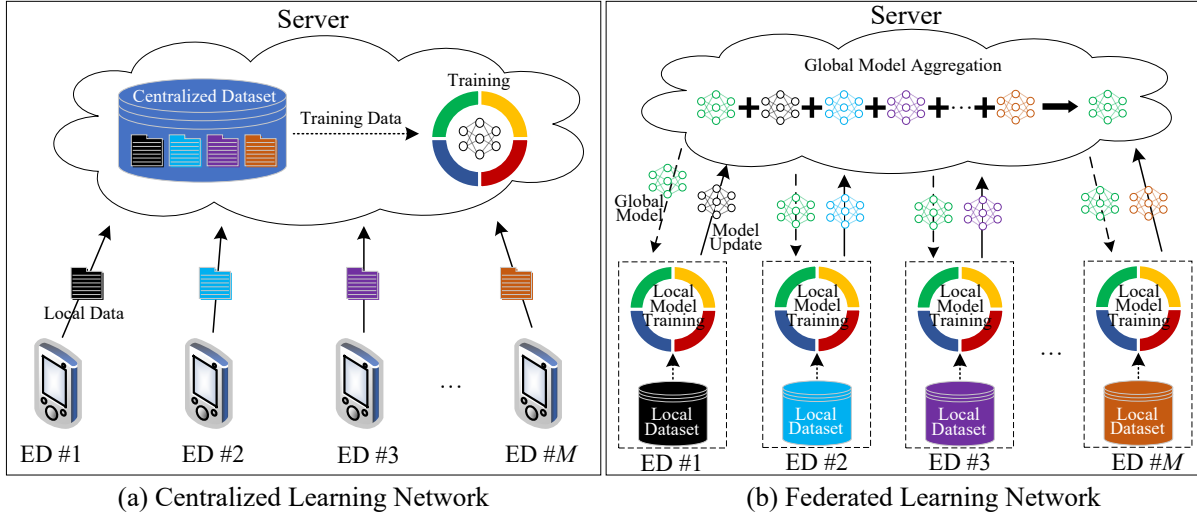 Server
Centralized Dataset
Training
Training Data
Local Data
...
ED #1
ED #2
ED #3
ED #M
(a) Centralized Learning Network
Server
Global Model Aggregation
+ + + + ... +
Global
Model
Model
Update
Local
Model
Training
Local
Model
Training
Local
Model
Training
Local
Model
Training
...
Local
Dataset
Local
Dataset
Local
Dataset
Local
Dataset
ED #1
ED #2
ED #3
ED #M
(b) Federated Learning Network